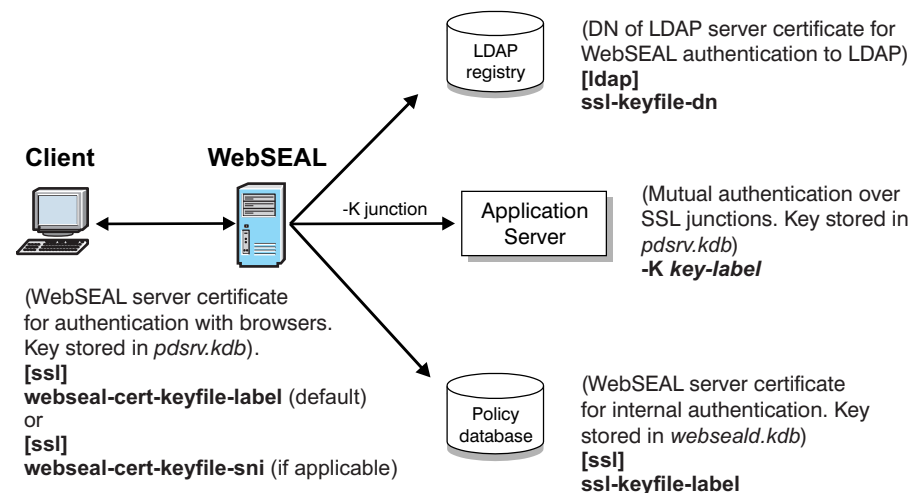 LDAP
registry
(DN of LDAP server certificate for
WebSEAL authentication to LDAP)
[ldap]
ssl-keyfile-dn
Client
WebSEAL
-K junction
Application
Server
(Mutual authentication over
SSL junctions. Key stored in
pdsrv.kdb)
-K key-label
(WebSEAL server certificate
for authentication with browsers.
Key stored in pdsrv.kdb).
[ssl]
webseal-cert-keyfile-label (default)
or
[ssl]
webseal-cert-keyfile-sni (if applicable)
Policy
database
(WebSEAL server certificate
for internal authentication. Key
stored in webseald.kdb)
[ssl]
ssl-keyfile-label